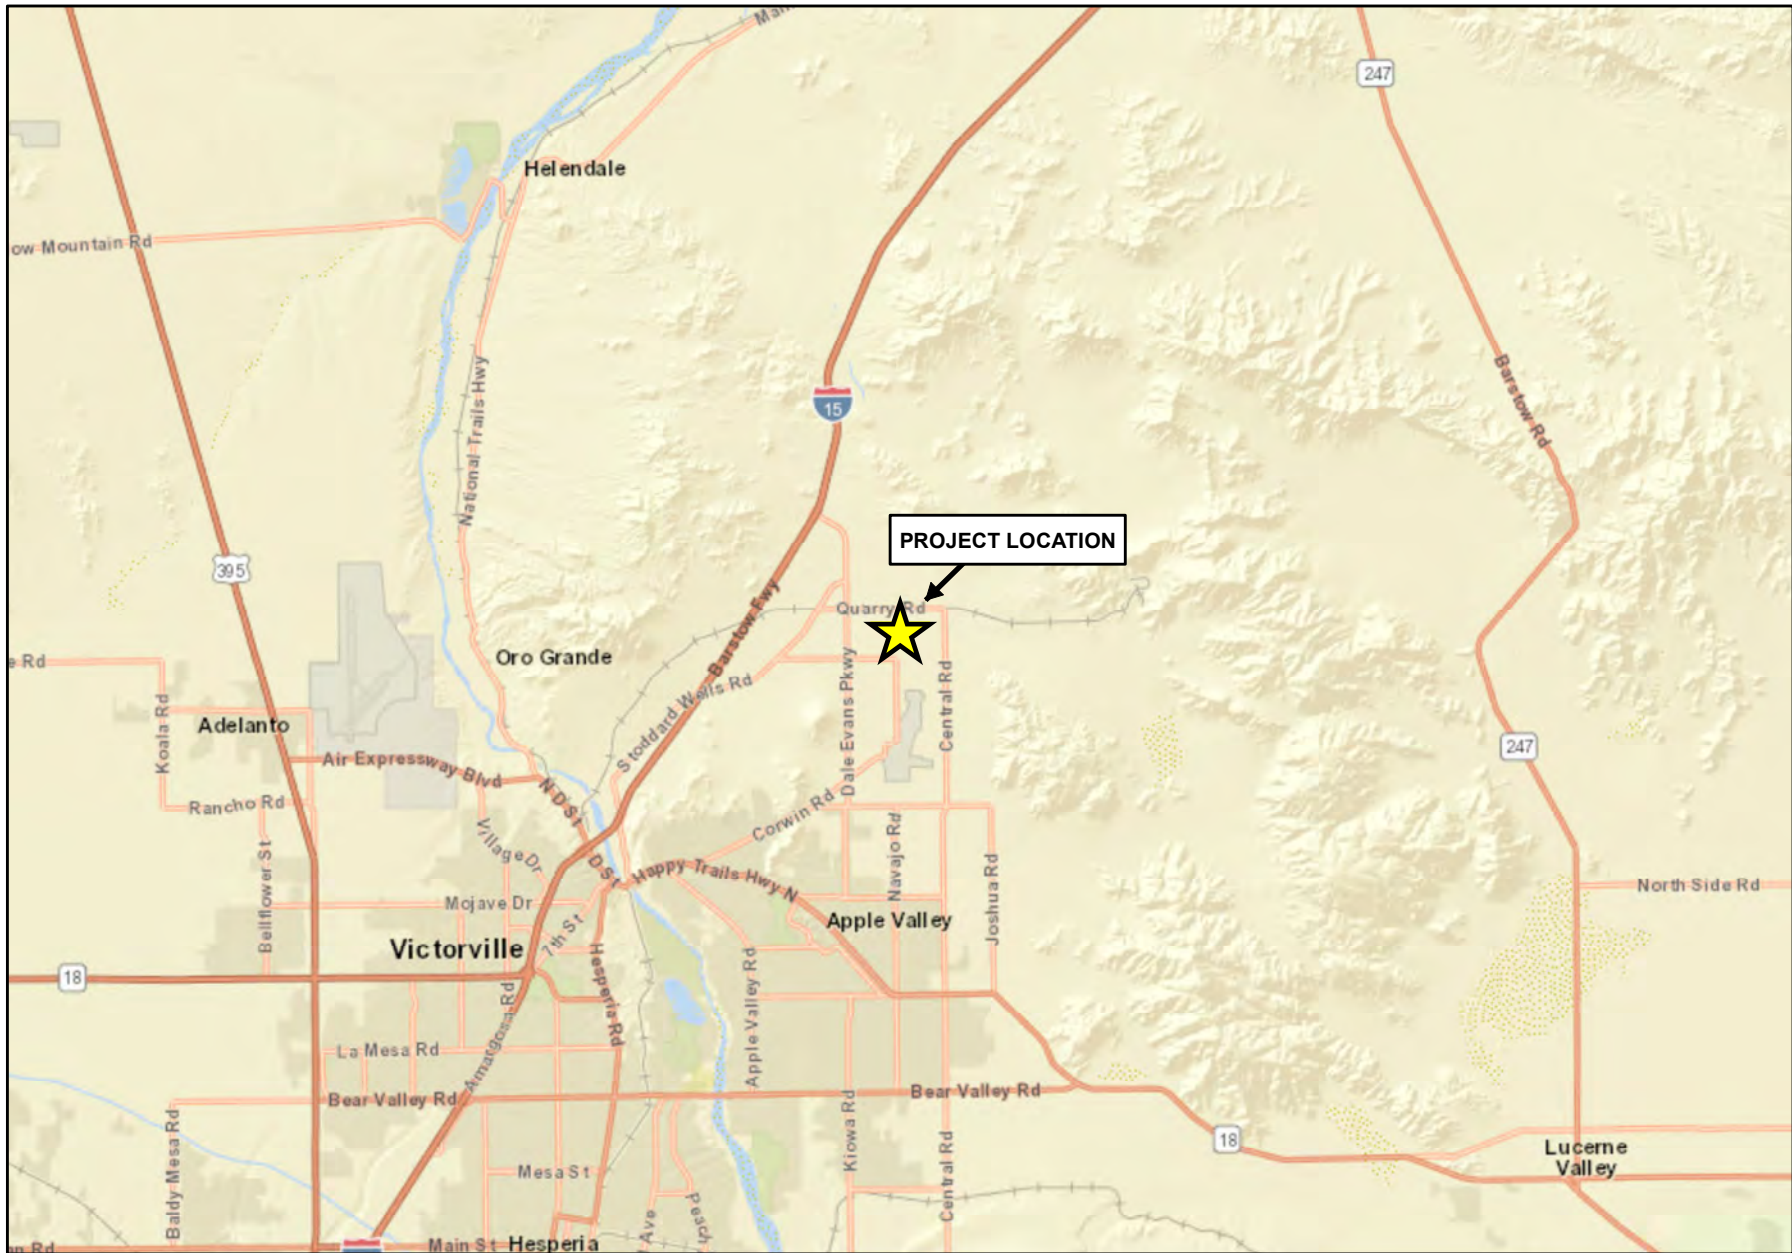 247
Helendale
ow Mountain Rd
National Trails Hwy
15
Barstow Rd
PROJECT LOCATION
395
Barstow Fwy
Quarry Rd
Oro Grande
e Rd
Stoddard Wells Rd
Dale Evans Pkwy
Central Rd
Koala Rd
Adelanto
247
Air Expressway Blvd
Rancho Rd
N D St
Corwin Rd
Village Dr
D St
Navajo Rd
Bellflower St
Happy Trails Hwy N
Joshua Rd
North Side Rd
Mojave Dr
7th St
Apple Valley
Victorville
18
Hesperia Rd
Apple Valley Rd
Amargosa Rd
La Mesa Rd
Bear Valley Rd
Bear Valley Rd
Baldy Mesa Rd
Kiowa Rd
Central Rd
18
Lucerne
Valley
Mesa St
Peach
Ave
Main St
Hesperia